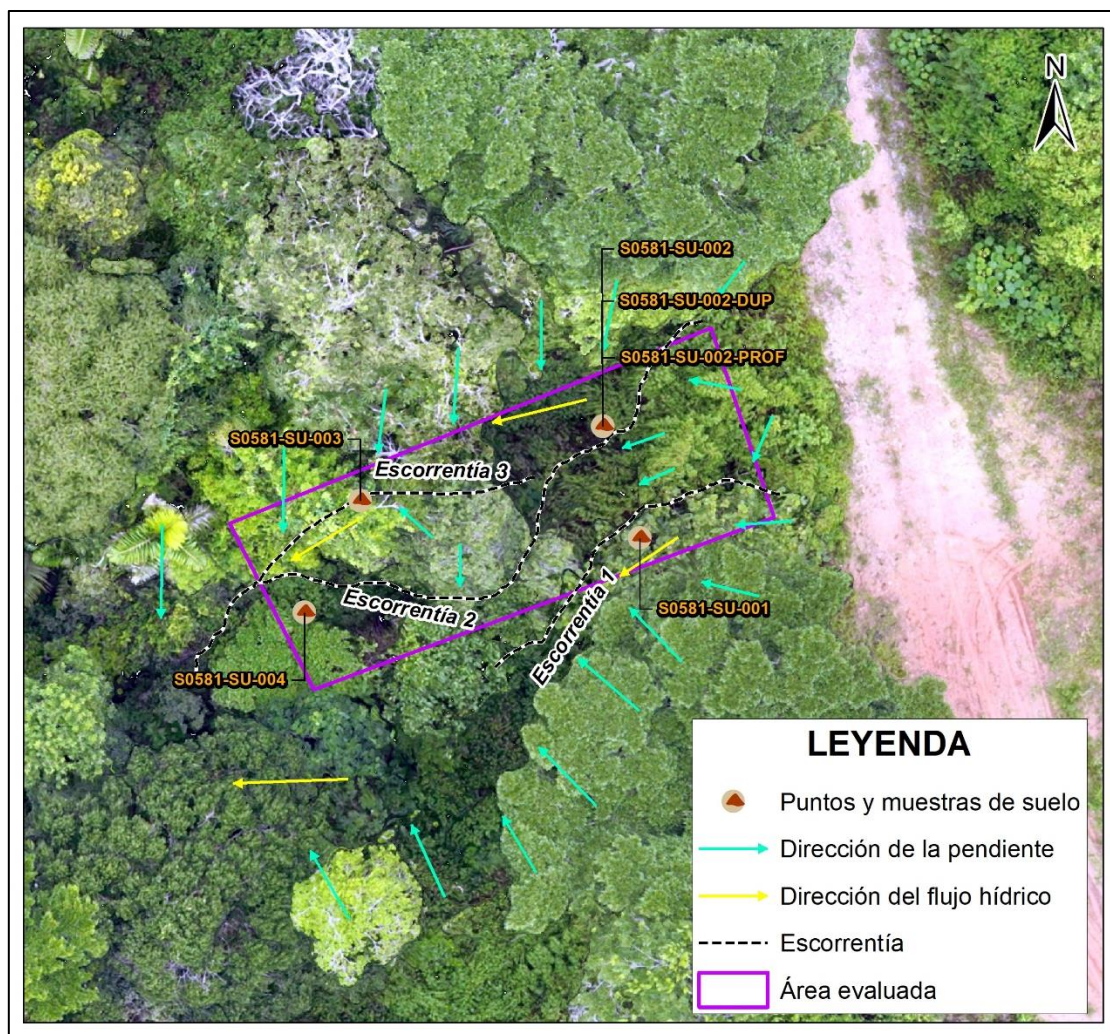 N
S0581-SU-002
S0581-SU-002-DUP
S0581-SU-002-PROF
S0581-SU-003
Escorrentía 3
Escorrentía 2
Escorrentía 1
S0581-SU-001
S0581-SU-004
LEYENDA
Puntos y muestras de suelo
Dirección de la pendiente
Dirección del flujo hídrico
Escorrentía
Área evaluada